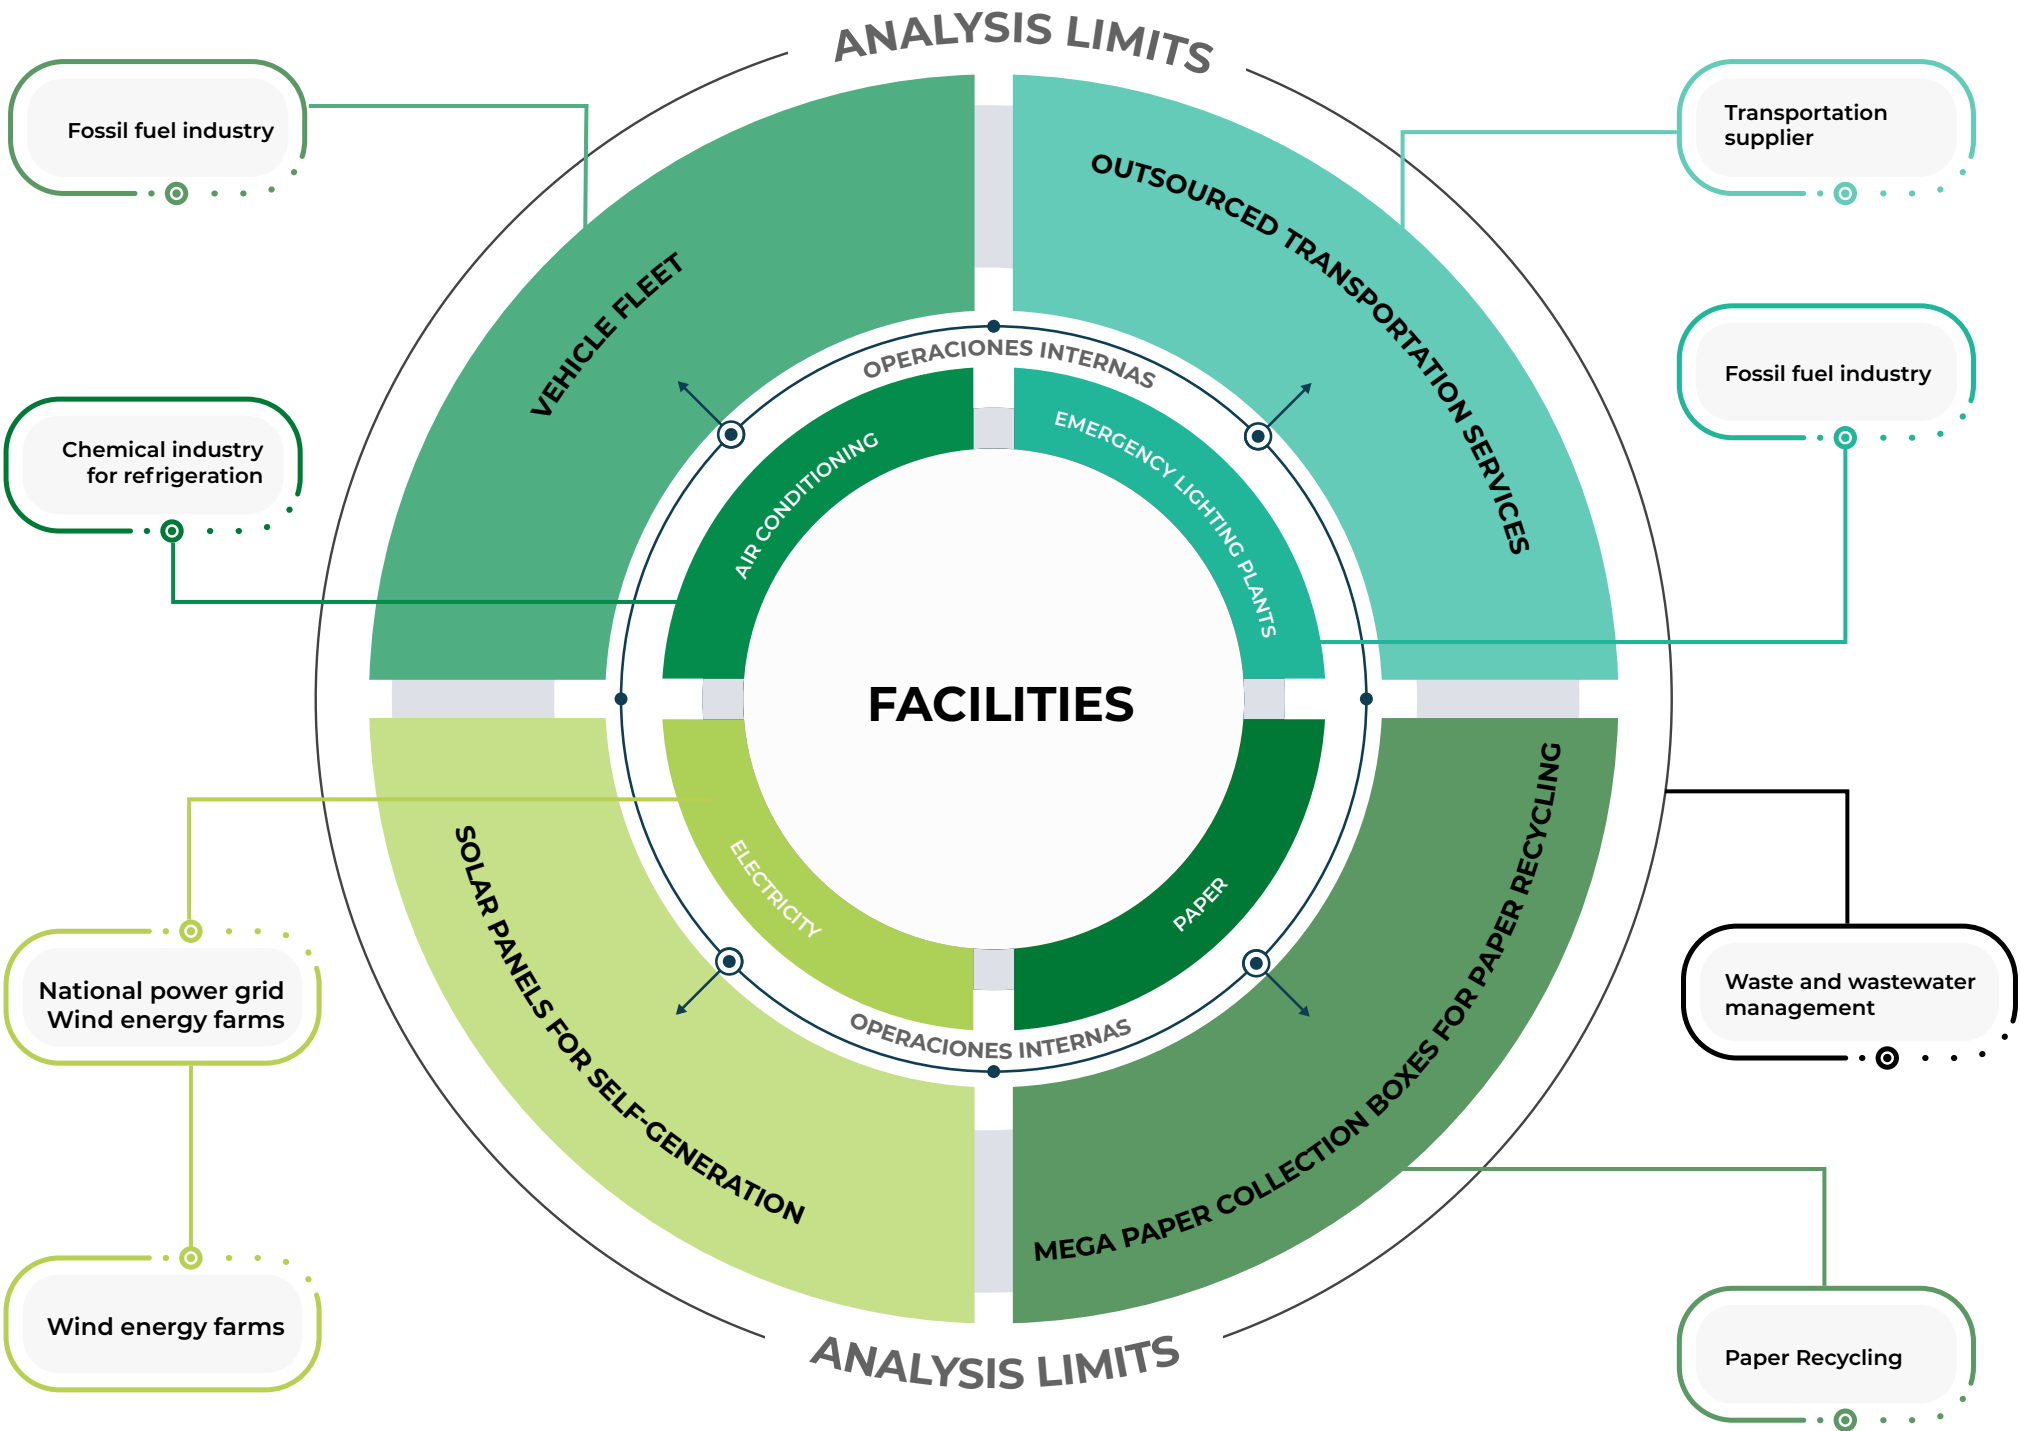 ANALYSIS LIMITS
Fossil fuel industry
Transportation
supplier
VEHICLE FLEET
OUTSOURCED TRANSPORTATION SERVICES
Fossil fuel industry
Chemical industry
for refrigeration
OPERACIONES INTERNAS
AIR CONDITIONING
EMERGENCY LIGHTING PLANTS
FACILITIES
ELECTRICITY
PAPER
OPERACIONES INTERNAS
SOLAR PANELS FOR SELF-GENERATION
MEGA PAPER COLLECTION BOXES FOR PAPER RECYCLING
National power grid
Wind energy farms
Waste and wastewater
management
Wind energy farms
Paper Recycling
ANALYSIS LIMITS